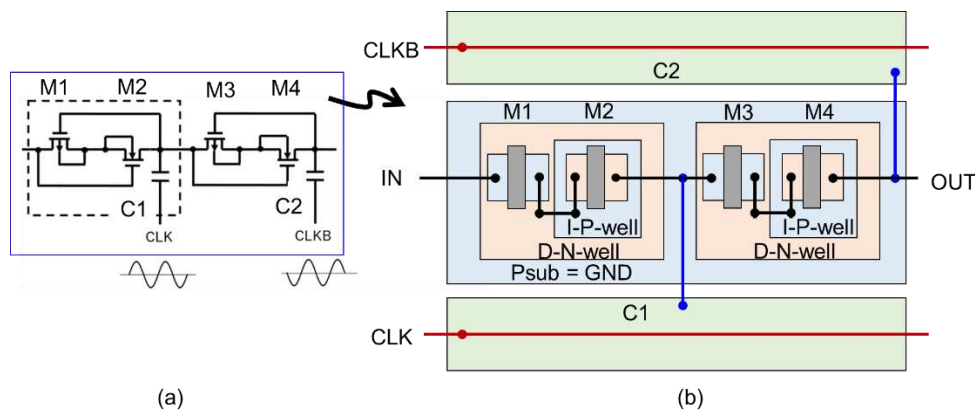 M1 M2 M3 M4
C1 C2
CLK CLKB
(a)
CLKB
C2
M1 M2 M3 M4
IN OUT
I-P-well I-P-well
D-N-well D-N-well
Psub = GND
C1
CLK
(b)